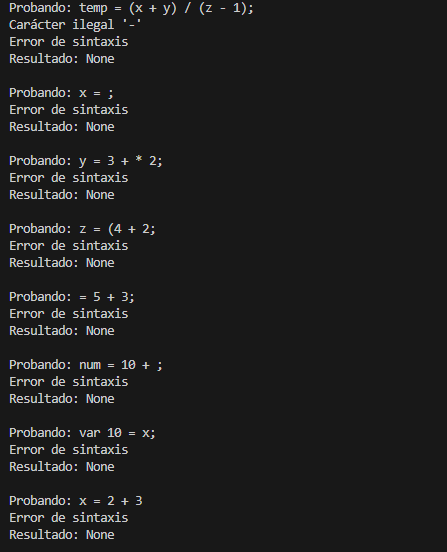 Probando: temp = (x + y) / (z - 1);
Carácter ilegal '-'
Error de sintaxis
Resultado: None
Probando: x = ;
Error de sintaxis
Resultado: None
Probando: y = 3 + * 2;
Error de sintaxis
Resultado: None
Probando: z = (4 + 2;
Error de sintaxis
Resultado: None
Probando: = 5 + 3;
Error de sintaxis
Resultado: None
Probando: num = 10 + ;
Error de sintaxis
Resultado: None
Probando: var 10 = x;
Error de sintaxis
Resultado: None
Probando: x = 2 + 3
Error de sintaxis
Resultado: None